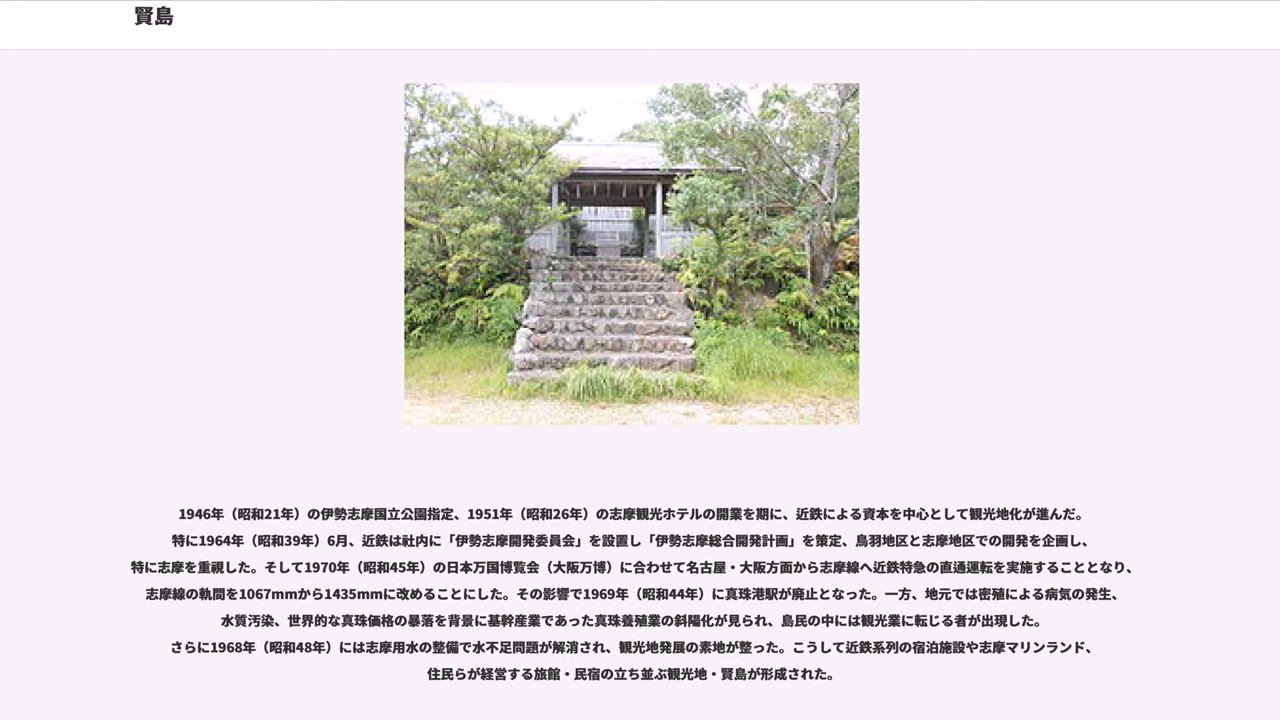 賢島
1946年（昭和21年）の伊勢志摩国立公園指定、1951年（昭和26年）の志摩観光ホテルの開業を期に、近鉄による資本を中心として観光地化が進んだ。
特に1964年（昭和39年）6月、近鉄は社内に「伊勢志摩開発委員会」を設置し「伊勢志摩総合開発計画」を策定、鳥羽地区と志摩地区での開発を企画し、
特に志摩を重視した。そして1970年（昭和45年）の日本万国博覧会（大阪万博）に合わせて名古屋・大阪方面から志摩線へ近鉄特急の直通運転を実施することとなり、
志摩線の軌間を1067mmから1435mmに改めることにした。その影響で1969年（昭和44年）に真珠港駅が廃止となった。一方、地元では密殖による病気の発生、
水質汚染、世界的な真珠価格の暴落を背景に基幹産業であった真珠養殖業の斜陽化が見られ、島民の中には観光業に転じる者が出現した。
さらに1968年（昭和48年）には志摩用水の整備で水不足問題が解消され、観光地発展の素地が整った。こうして近鉄系列の宿泊施設や志摩マリンランド、
住民らが経営する旅館・民宿の立ち並ぶ観光地・賢島が形成された。